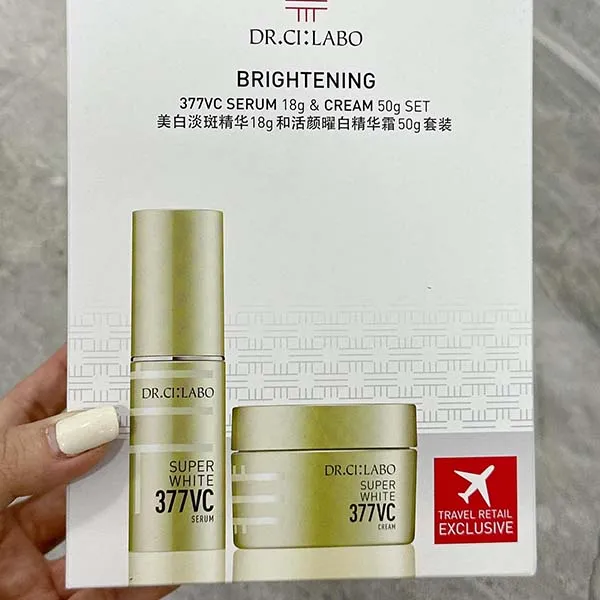 DR.CI:LABO
BRIGHTENING
377VC SERUM 18g & CREAM 50g SET
美白淡斑精华18g和活颜曜白精华霜50g套装
DR.CI:LABO
SUPER
WHITE
377VC
SERUM
DR.CI:LABO
SUPER
WHITE
377VC
CREAM
TRAVEL RETAIL
EXCLUSIVE